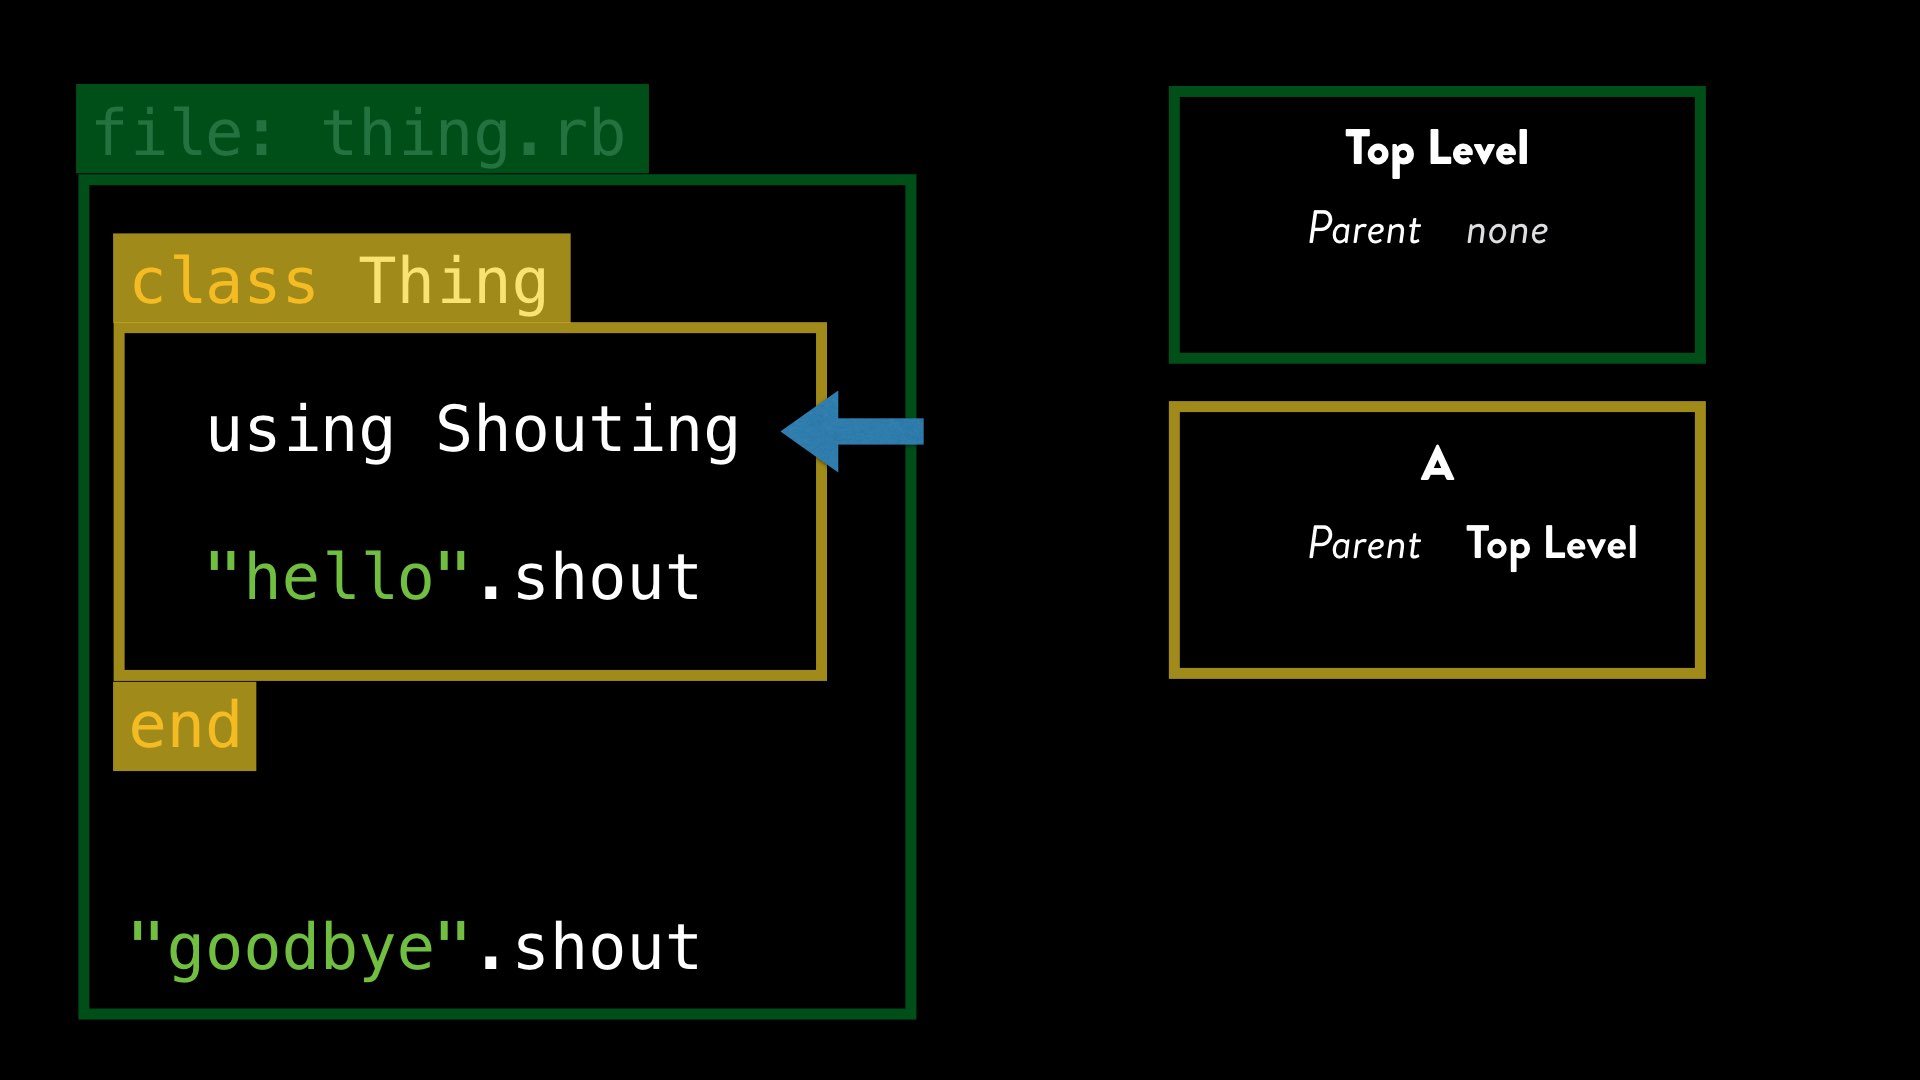 file: thing.rb
class Thing
using Shouting
"hello".shout
end
"goodbye".shout
Top Level
Parent none
A
Parent Top Level